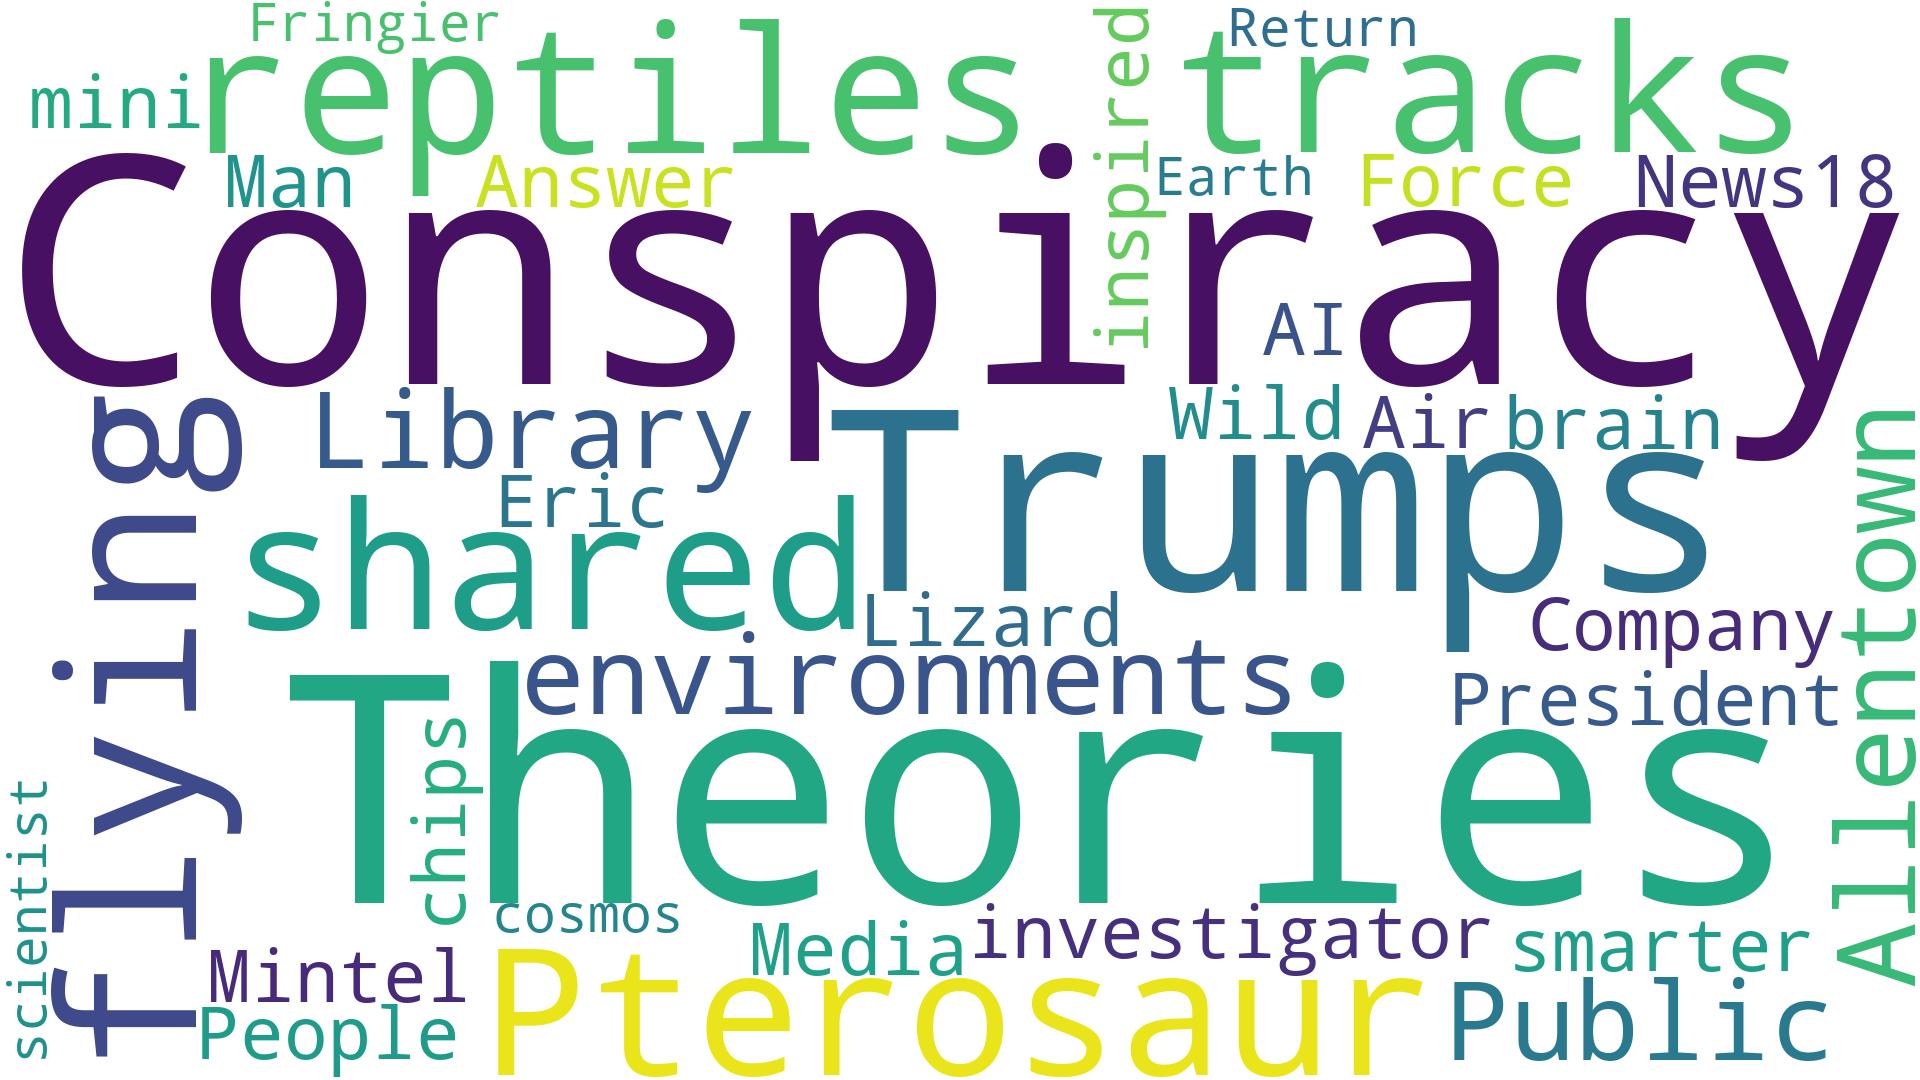 Fringier
Return
reptiles
tracks
inspired
mini
Man
Answer
Earth
Force
News18
Conspiracy
AI
flying
Library
Trumps
Wild
Air
brain
Allentown
Eric
shared
Lizard
Company
environments
President
Theories
chips
scientist
cosmos
Media
investigator
smarter
Mintel
Pterosaur
Public
People